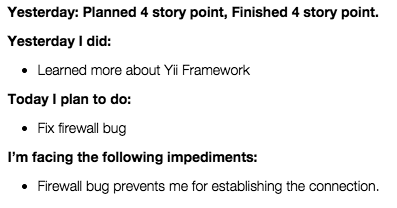 Yesterday: Planned 4 story point, Finished 4 story point.
Yesterday I did:
• Learned more about Yii Framework
Today I plan to do:
• Fix firewall bug
I'm facing the following impediments:
• Firewall bug prevents me for establishing the connection.